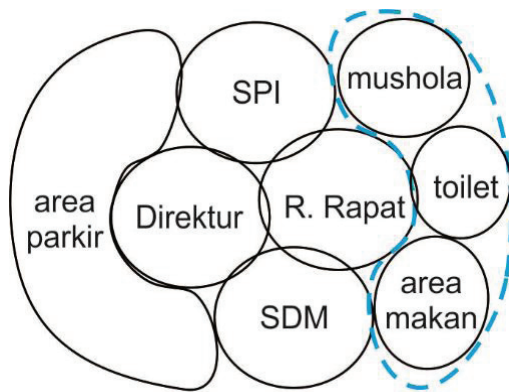 mushola
SPI
toilet
area
parkir
Direktur
R. Rapat
area
makan
SDM